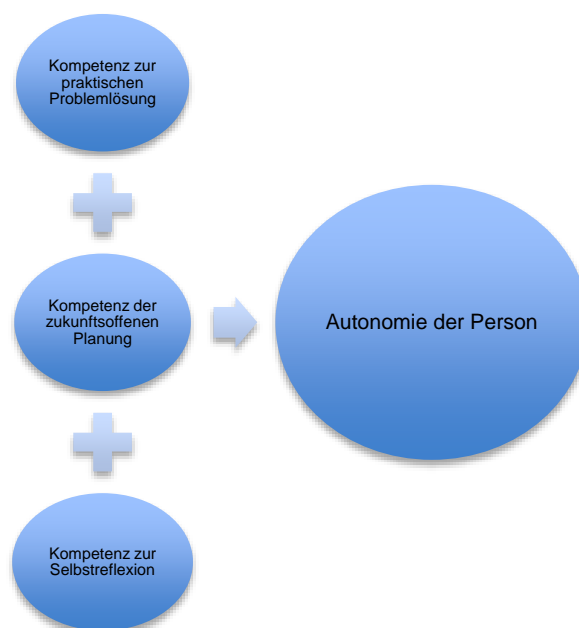 Kompetenz zur
praktischen
Problemlösung
Kompetenz der
zukunftsoffenen
Planung
Autonomie der Person
Kompetenz zur
Selbstreflexion